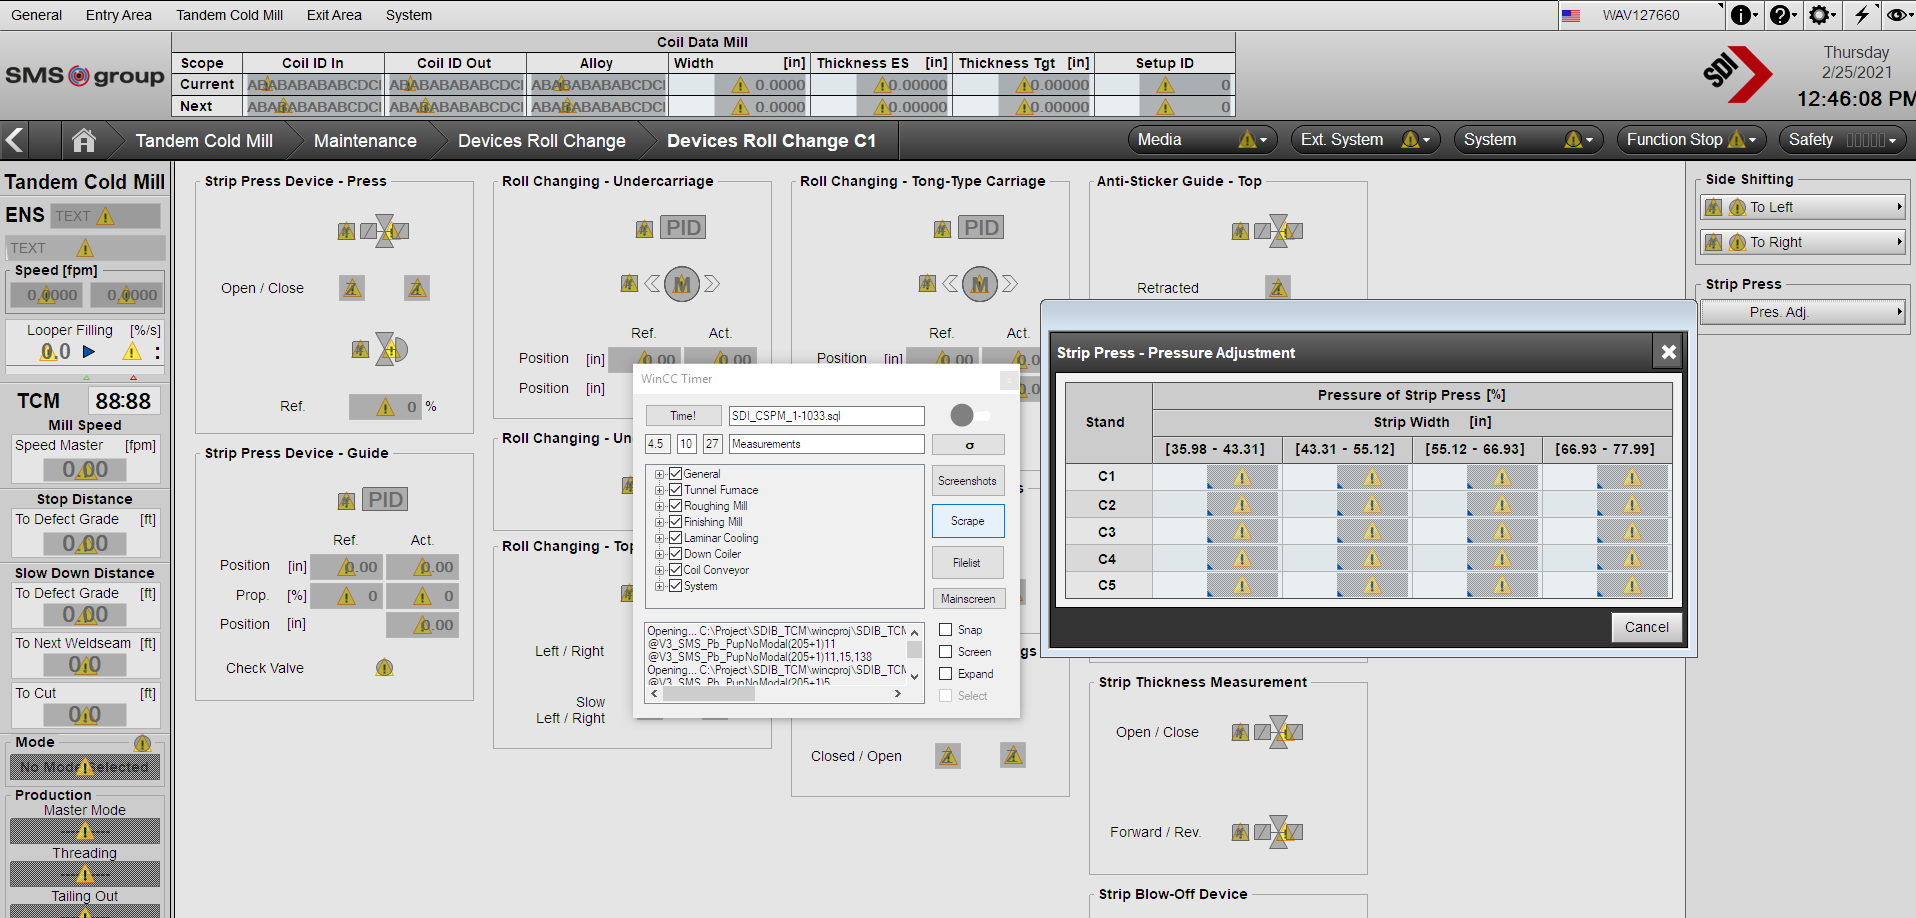 General Entry Area Tandem Cold Mill Exit Area System WAV127660
SMS group
Coil Data Mill
Scope Coil ID In Coil ID Out Alloy Width [in] Thickness ES [in] Thickness Tgt [in] Setup ID
Current ABABABABABCDCI ABABABABABCDCI ABABABABABCDCI 0.0000 0.00000 0.00000 0
Next ABABABABABCDCI ABABABABABCDCI ABABABABABCDCI 0.0000 0.00000 0.00000 0
SDI
Thursday
2/25/2021
12:46:08 PM
Tandem Cold Mill Maintenance Devices Roll Change Devices Roll Change C1
Media Ext. System System Function Stop Safety
Tandem Cold Mill
ENS TEXT
TEXT
Speed [fpm]
0.0000 0.0000
Looper Filling [%/s]
0.0 :
TCM 88:88
Mill Speed
Speed Master [fpm]
0.00
Stop Distance
To Defect Grade [ft]
0.00
Slow Down Distance
To Defect Grade [ft]
0.00
To Next Weldseam [ft]
0.0
To Cut [ft]
0.0
Mode
No Mode Selected
Production
Master Mode
Threading
Tailing Out
Strip Press Device - Press
Open / Close
Ref. 0 %
Strip Press Device - Guide
PID
Ref. Act.
Position [in] 0.00 0.00
Prop. [%] 0 0
Position [in] 0.00
Check Valve
Roll Changing - Undercarriage
PID
M
Ref. Act.
Position [in] 0.00 0.00
Position [in]
Roll Changing - Un
Roll Changing - Top
Left / Right
Slow
Left / Right
Roll Changing - Tong-Type Carriage
PID
M
Ref. Act.
Position [in] 0.00 0.0
Closed / Open
Anti-Sticker Guide - Top
Retracted
Strip Thickness Measurement
Open / Close
Forward / Rev.
Strip Blow-Off Device
Side Shifting
To Left
To Right
Strip Press
Pres. Adj.
WinCC Timer
Time! SDI_CSPM_1-1033.sql
4.5 10 27 Measurements σ
General
Tunnel Furnace
Roughing Mill
Finishing Mill
Laminar Cooling
Down Coiler
Coil Conveyor
System
Screenshots
Scrape
Filelist
Mainscreen
Opening... C:\Project\SDIB_TCM\wincproj\SDIB_TCM
@V3_SMS_Pb_PupNoModal(205+1)11
@V3_SMS_Pb_PupNoModal(205+1)11,15,138
Opening... C:\Project\SDIB_TCM\wincproj\SDIB_TCM
@V3_SMS_Pb_PupNoModal(205+1)5
Snap
Screen
Expand
Select
Strip Press - Pressure Adjustment
Stand
Pressure of Strip Press [%]
Strip Width [in]
[35.98 - 43.31] [43.31 - 55.12] [55.12 - 66.93] [66.93 - 77.99]
C1
C2
C3
C4
C5
Cancel